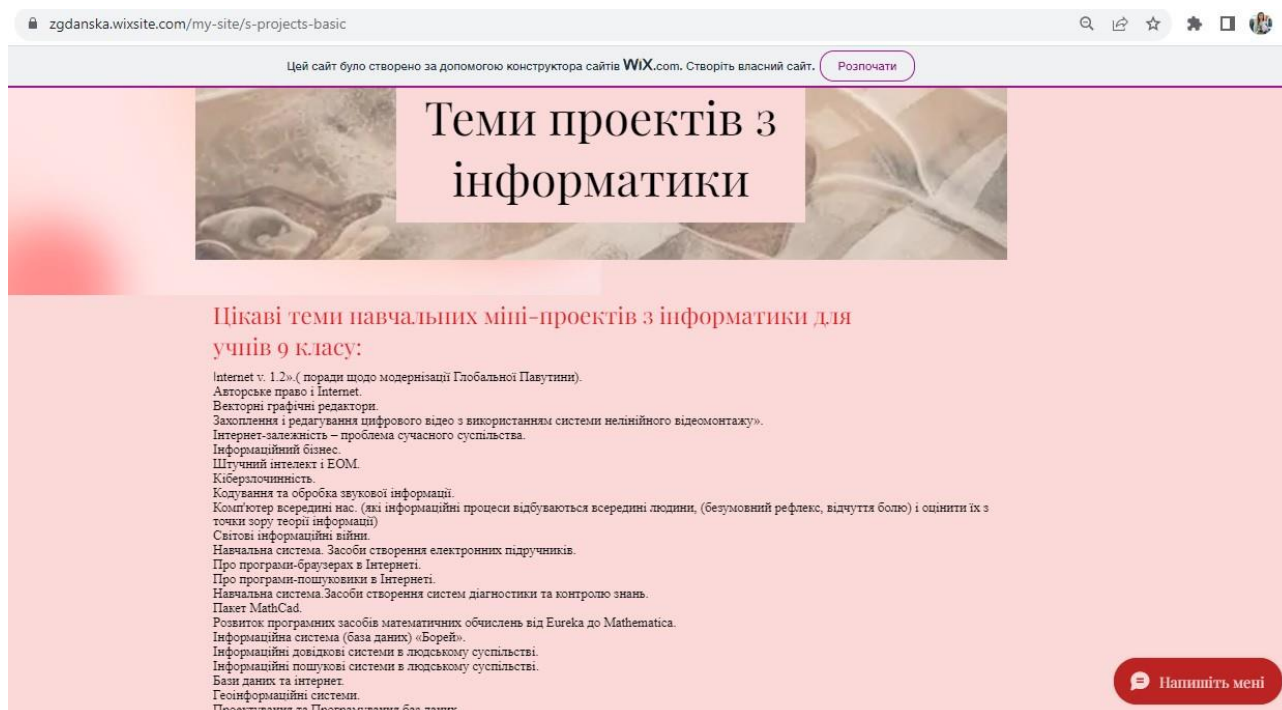 zgdanska.wixsite.com/my-site/s-projects-basic
Цей сайт було створено за допомогою конструктора сайтів WiX.com. Створіть власний сайт. Розпочати
Теми проектів з
інформатики
Цікаві теми навчальних міні-проектів з інформатики для
учнів 9 класу:
Internet v. 1.2».( поради щодо модернізації Глобальної Павутини).
Авторське право і Internet.
Векторні графічні редактори.
Захоплення і редагування цифрового відео з використанням системи нелінійного відеомонтажу».
Інтернет-залежність – проблема сучасного суспільства.
Інформаційний бізнес.
Штучний інтелект і ЕОМ.
Кіберзлочинність.
Кодування та обробка звукової інформації.
Комп'ютер всередині нас. (які інформаційні процеси відбуваються всередині людини, (безумовний рефлекс, відчуття болю) і оцінити їх з
точки зору теорії інформації)
Світові інформаційні війни.
Навчальна система. Засоби створення електронних підручників.
Про програми-браузерах в Інтернеті.
Про програми-пошуковики в Інтернеті.
Навчальна система.Засоби створення систем діагностики та контролю знань.
Пакет MathCad.
Розвиток програмних засобів математичних обчислень від Eureka до Mathematica.
Інформаційна система (база даних) «Борей».
Інформаційні довідкові системи в людському суспільстві.
Інформаційні пошукові системи в людському суспільстві.
Бази даних та інтернет.
Геоінформаційні системи.
Проектування та Програмування баз даних.
Напишіть мені